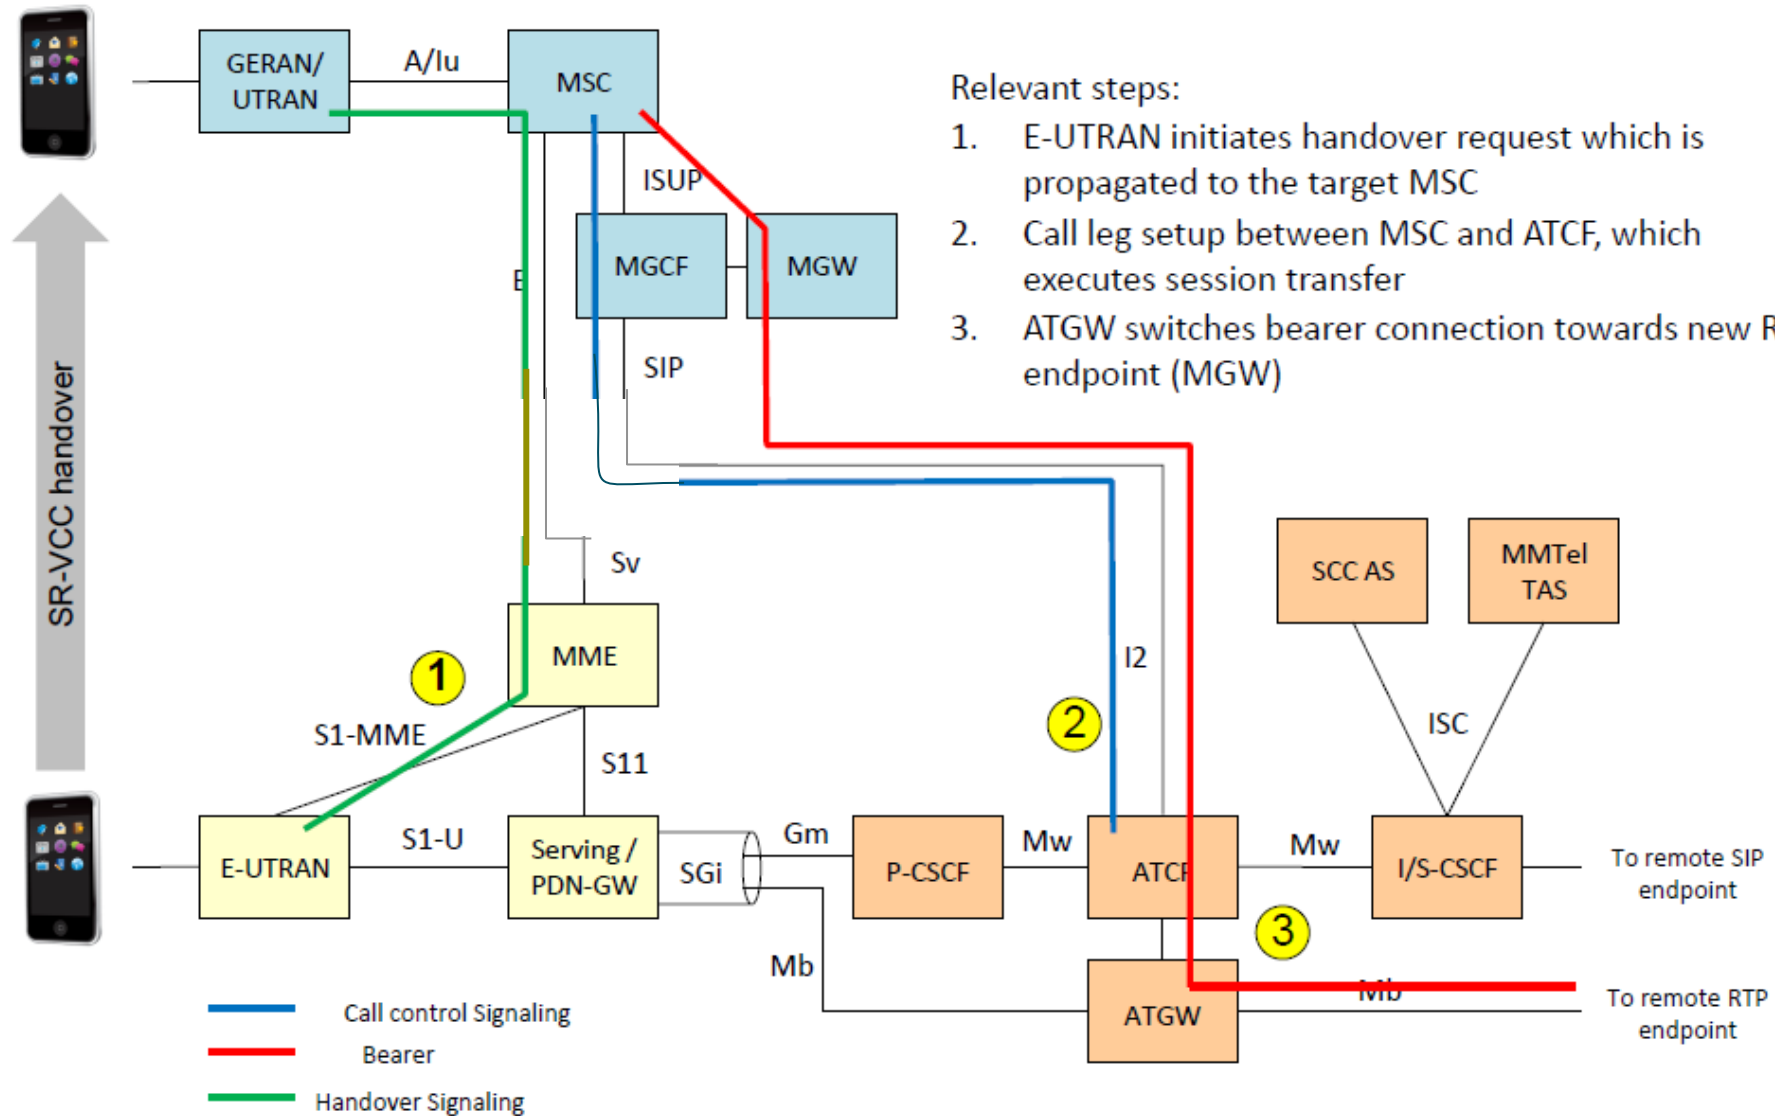 GERAN/
UTRAN
A/Iu
MSC
Relevant steps:
1. E-UTRAN initiates handover request which is
propagated to the target MSC
2. Call leg setup between MSC and ATCF, which
executes session transfer
3. ATGW switches bearer connection towards new R
endpoint (MGW)
ISUP
MGCF
MGW
E
SIP
SR-VCC handover
Sv
SCC AS
MMTel
TAS
MME
1
I2
2
ISC
S1-MME
S11
E-UTRAN
S1-U
Serving /
PDN-GW
SGi
Gm
P-CSCF
Mw
ATCF
Mw
I/S-CSCF
To remote SIP
endpoint
3
Mb
ATGW
Mb
To remote RTP
endpoint
Call control Signaling
Bearer
Handover Signaling